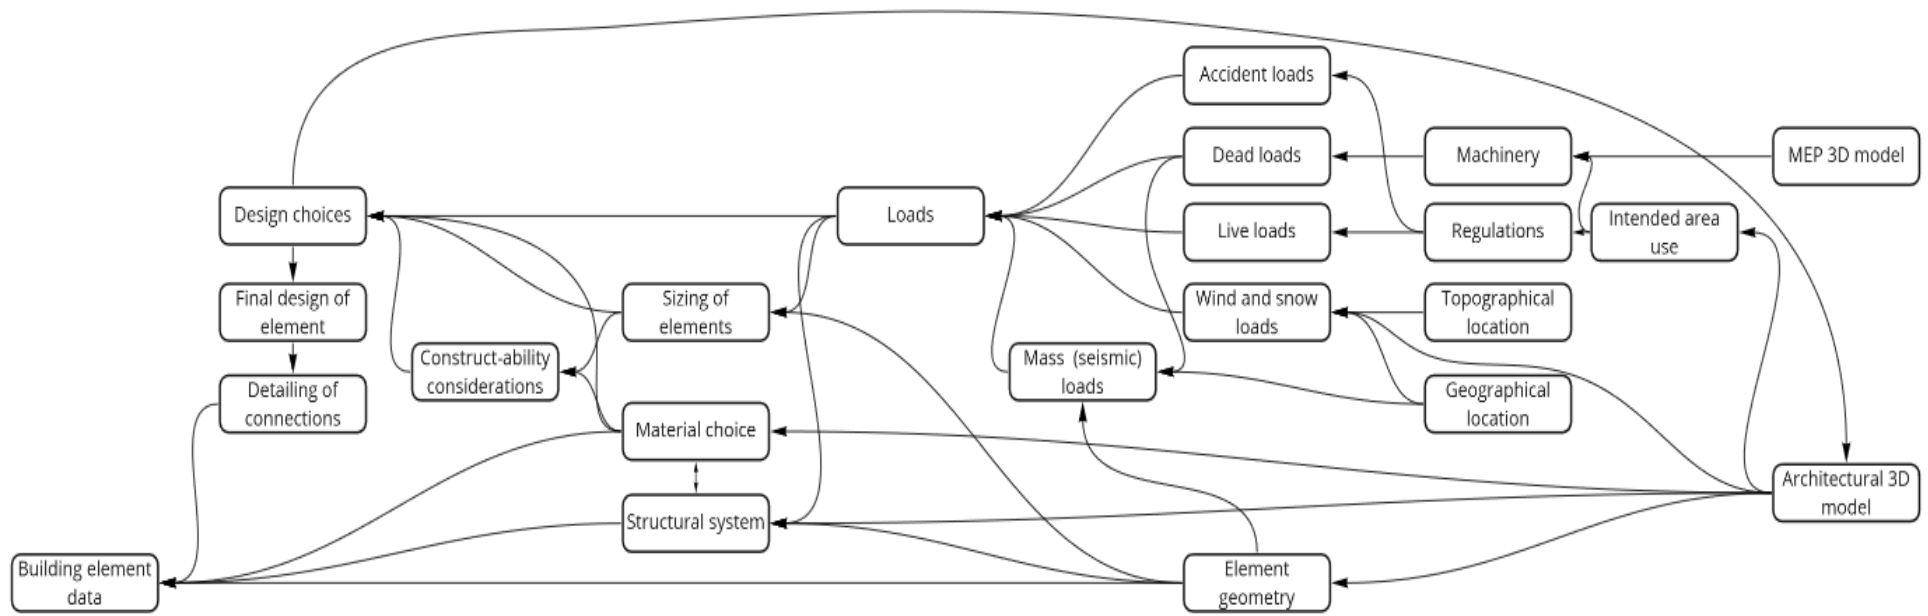 Accident loads
Dead loads
Machinery
MEP 3D model
Design choices
Loads
Live loads
Regulations
Intended area
use
Final design of
element
Sizing of
elements
Wind and snow
loads
Topographical
location
Construct-ability
considerations
Mass (seismic)
loads
Detailing of
connections
Geographical
location
Material choice
Architectural 3D
model
Structural system
Building element
data
Element
geometry